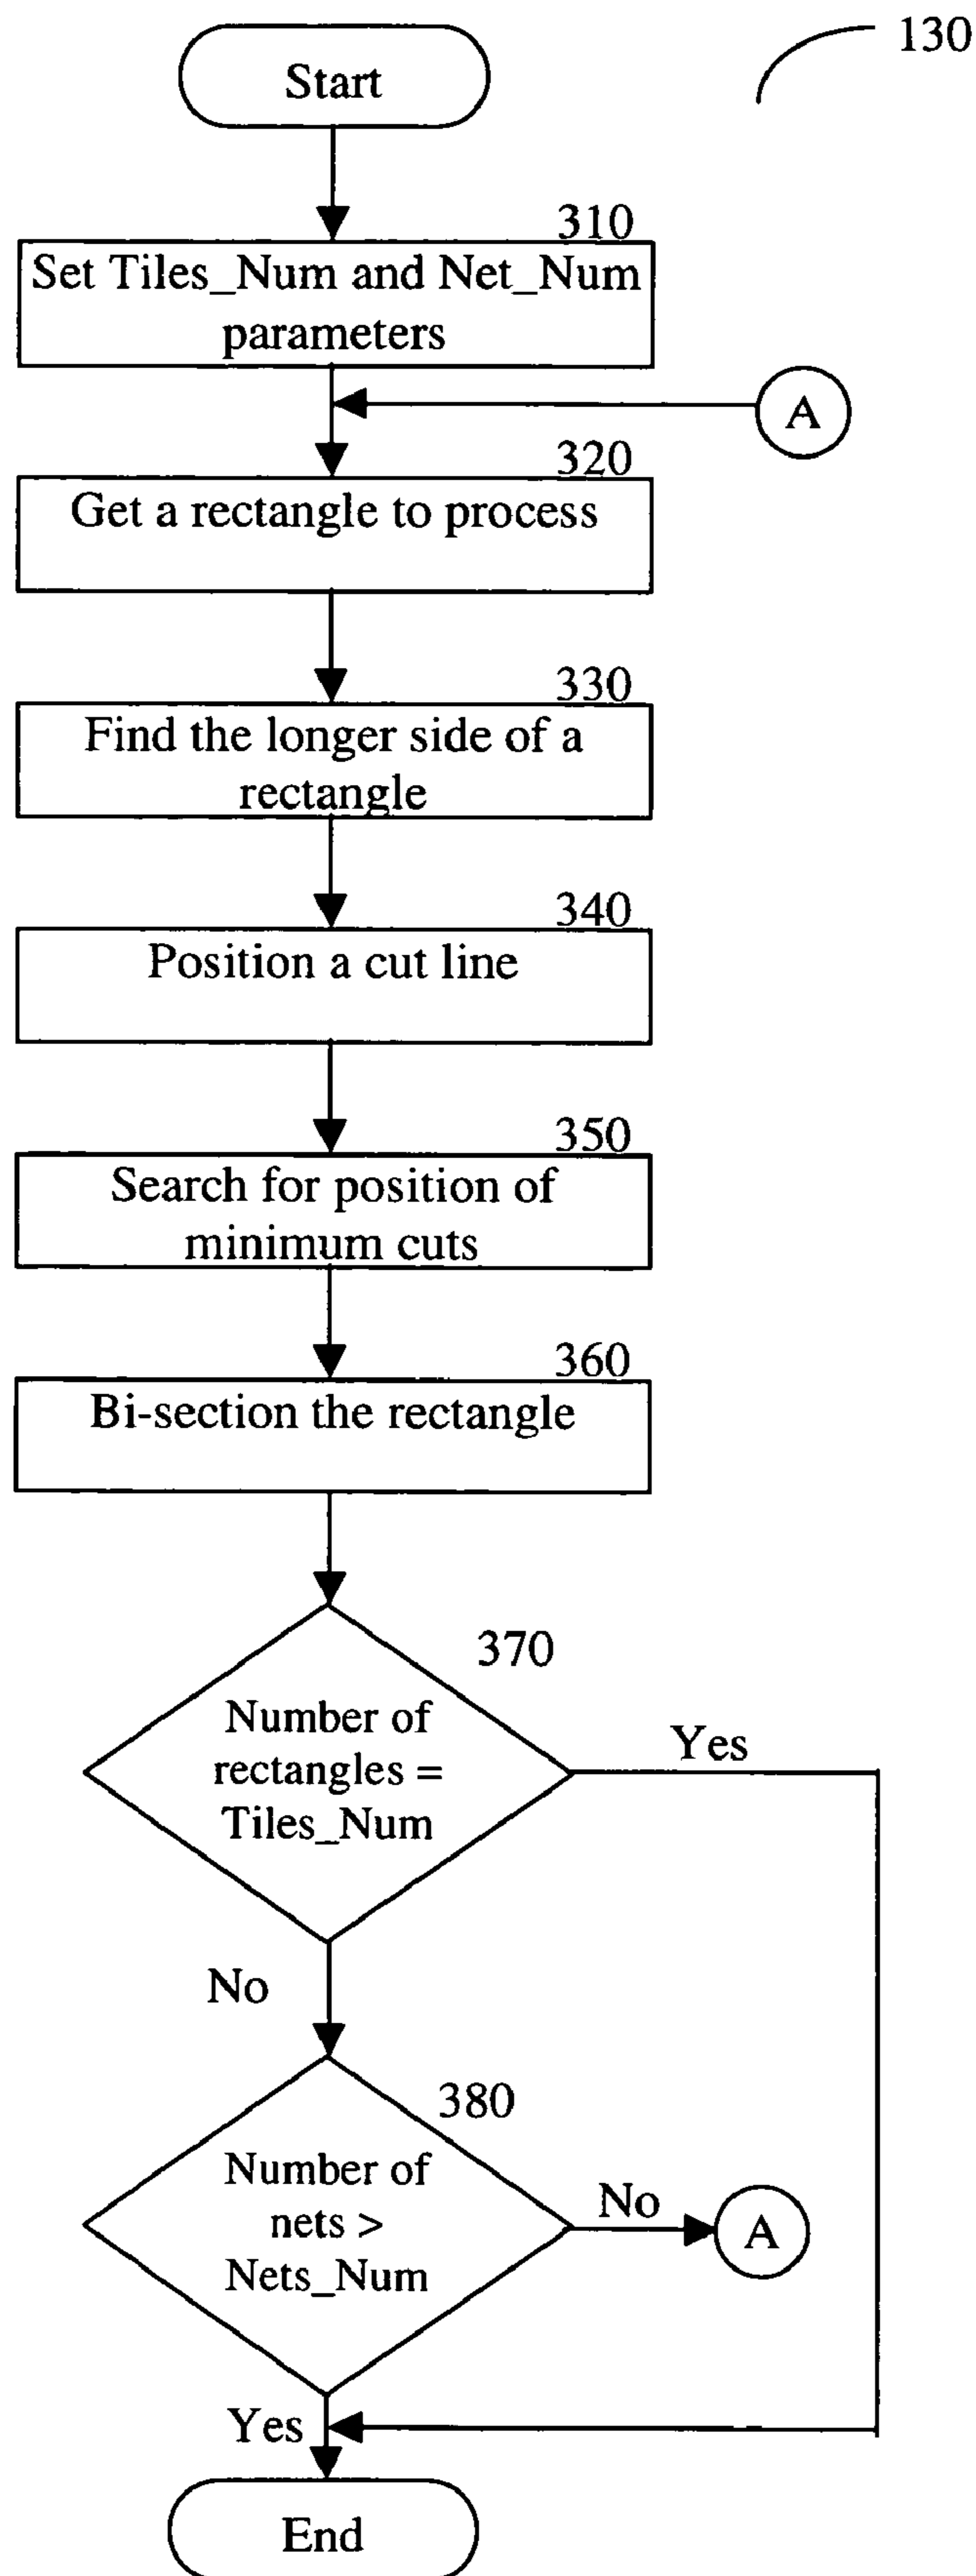 130
Start
310
Set Tiles_Num and Net_Num
parameters
A
320
Get a rectangle to process
330
Find the longer side of a
rectangle
340
Position a cut line
350
Search for position of
minimum cuts
360
Bi-section the rectangle
370
Number of
rectangles =
Tiles_Num
Yes
No
380
Number of
nets >
Nets_Num
No
A
Yes
End